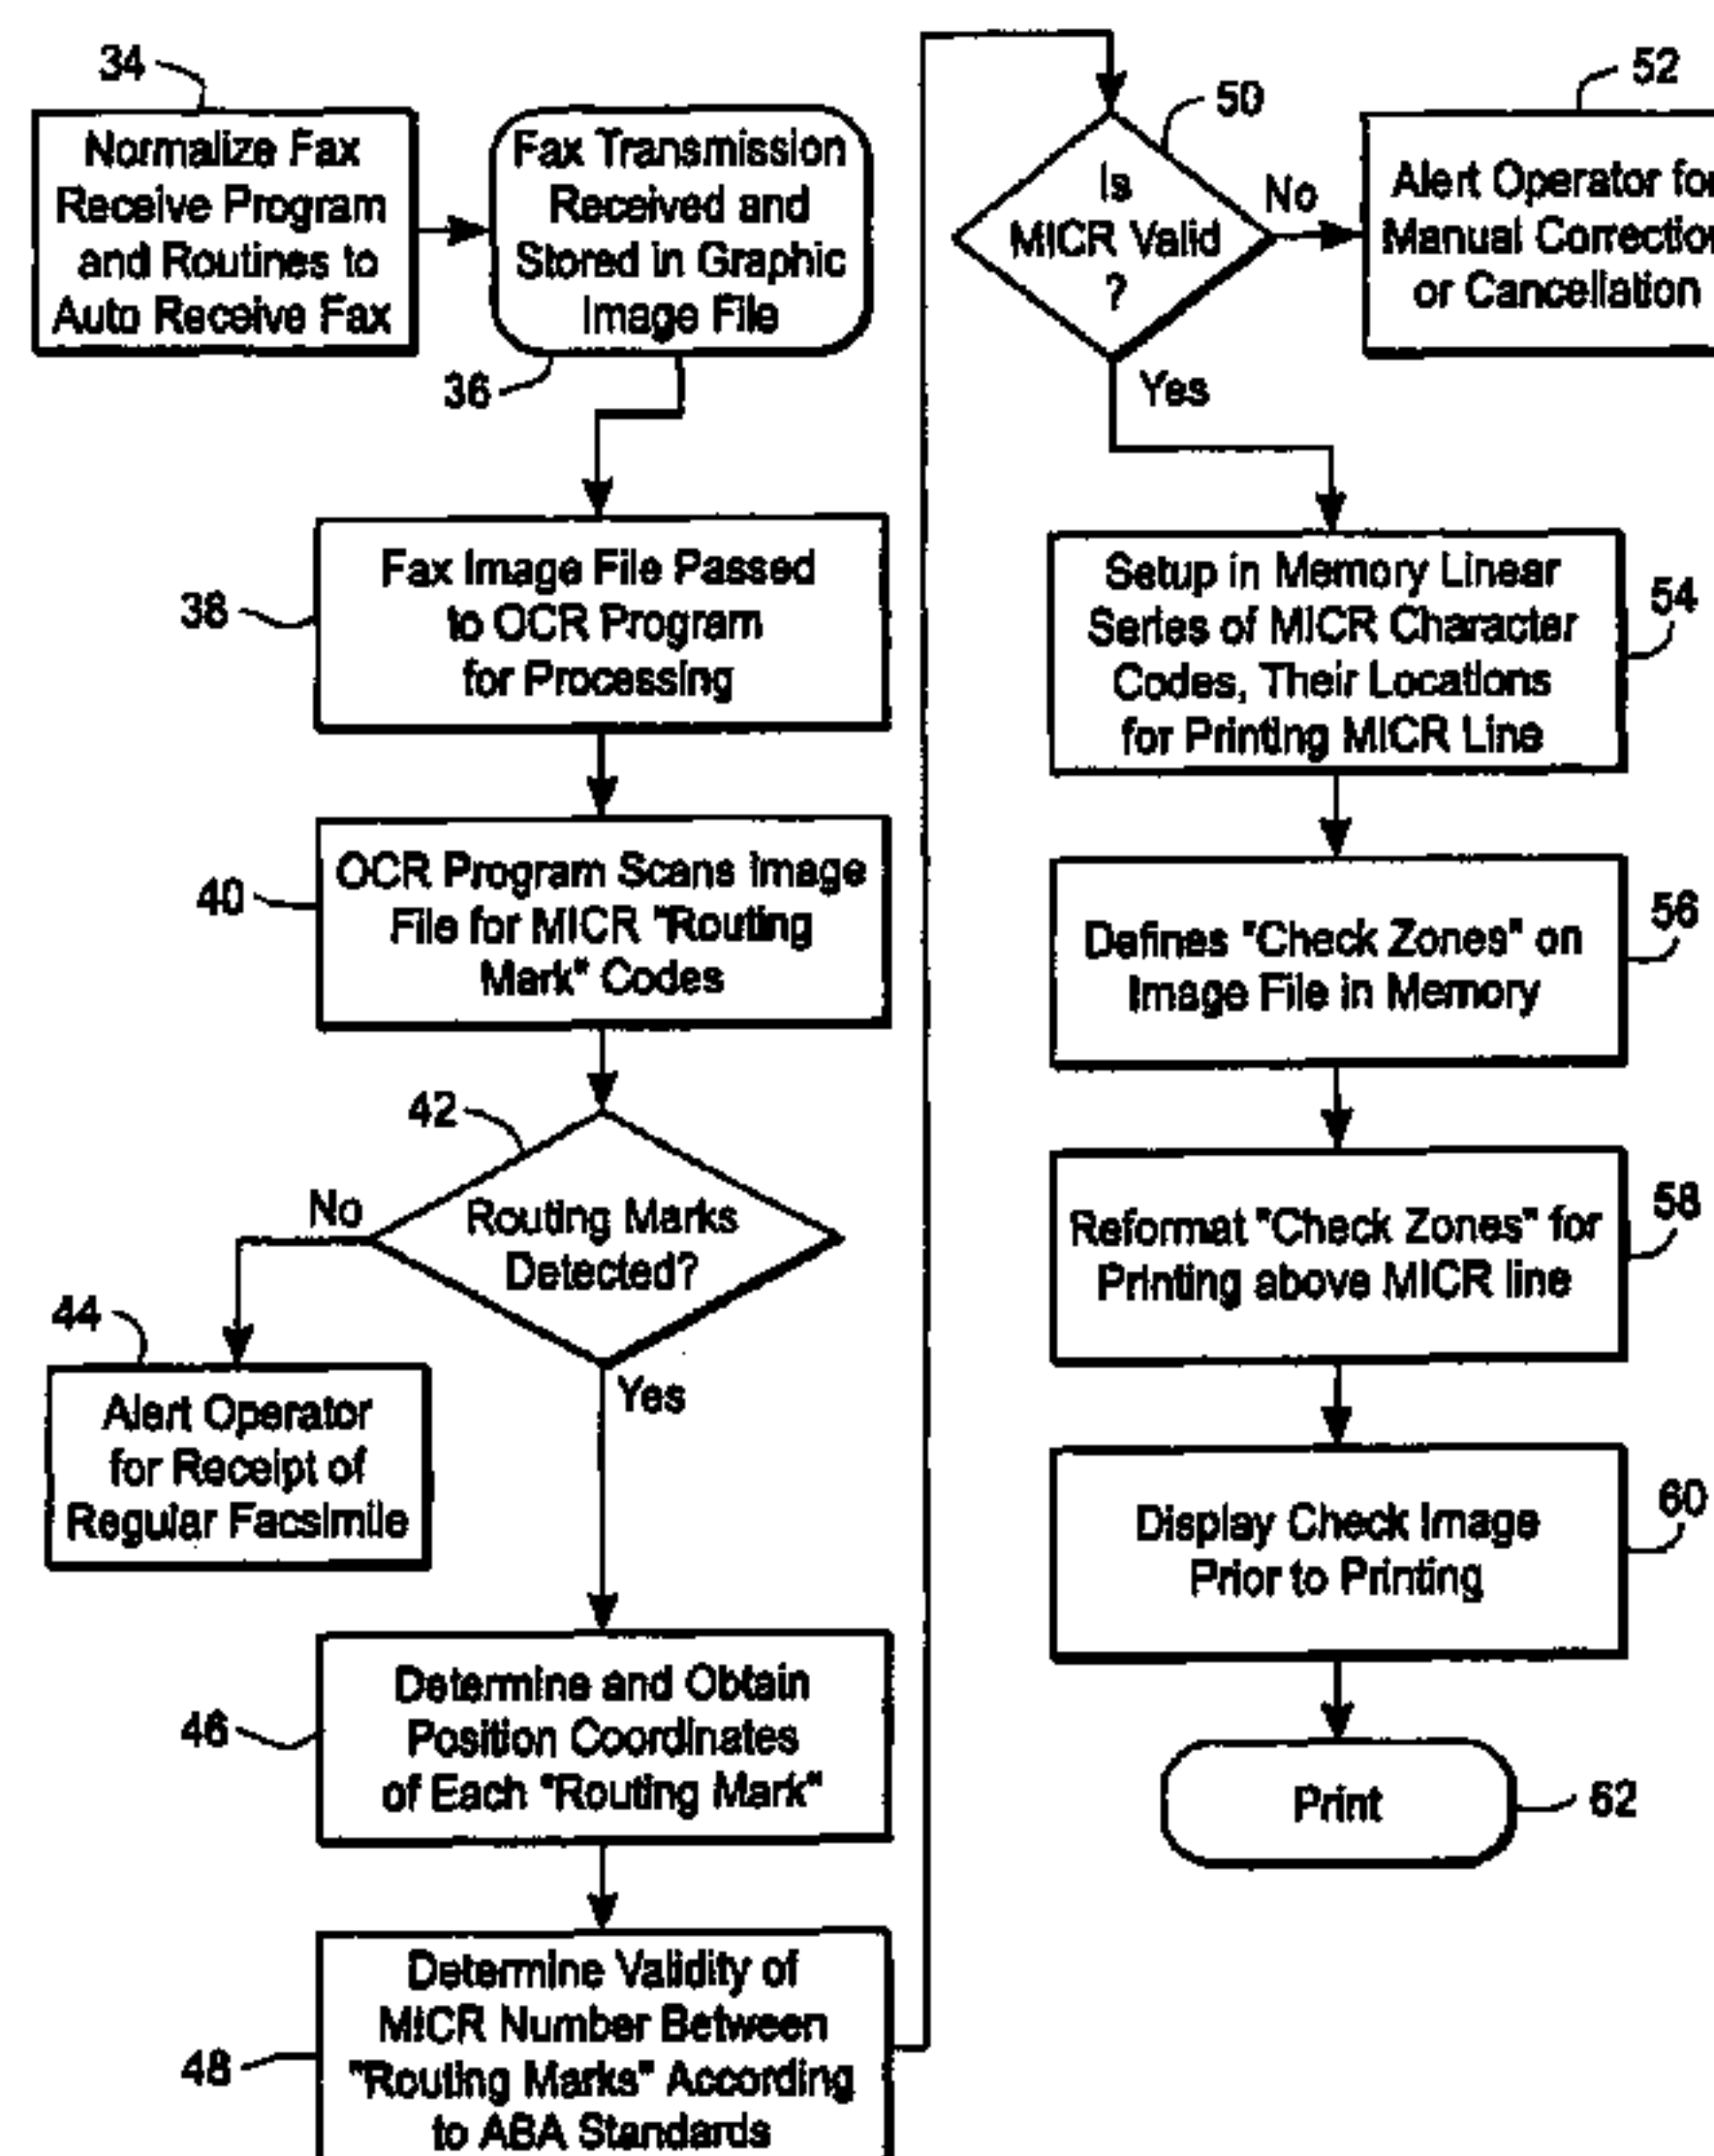 34
Normalize Fax
Receive Program
and Routines to
Auto Receive Fax
Fax Transmission
Received and
Stored in Graphic
Image File
36
38
Fax Image File Passed
to OCR Program
for Processing
40
OCR Program Scans Image
File for MICR "Routing
Mark" Codes
42
Routing Marks
Detected?
No
Yes
44
Alert Operator
for Receipt of
Regular Facsimile
46
Determine and Obtain
Position Coordinates
of Each "Routing Mark"
48
Determine Validity of
MICR Number Between
"Routing Marks" According
to ABA Standards
50
Is
MICR Valid
?
No
Yes
52
Alert Operator for
Manual Correction
or Cancellation
54
Setup in Memory Linear
Series of MICR Character
Codes, Their Locations
for Printing MICR Line
56
Defines "Check Zones" on
Image File in Memory
58
Reformat "Check Zones" for
Printing above MICR line
60
Display Check Image
Prior to Printing
Print
62